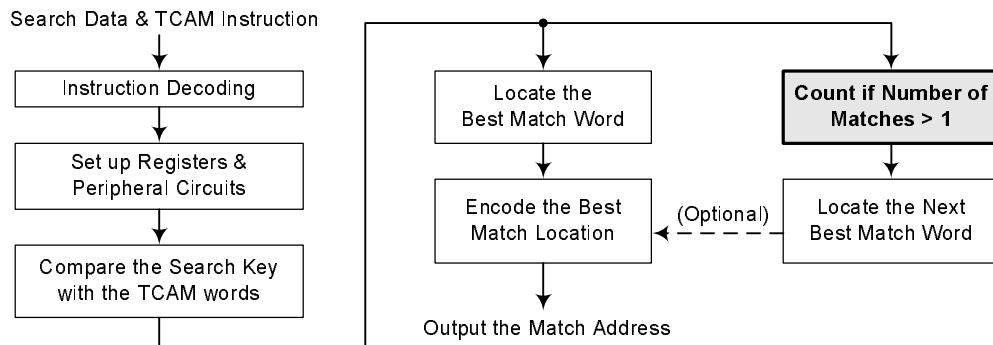 Search Data & TCAM Instruction
Instruction Decoding
Set up Registers &
Peripheral Circuits
Compare the Search Key
with the TCAM words
Locate the
Best Match Word
Encode the Best
Match Location
Output the Match Address
Count if Number of
Matches > 1
(Optional)
Locate the Next
Best Match Word